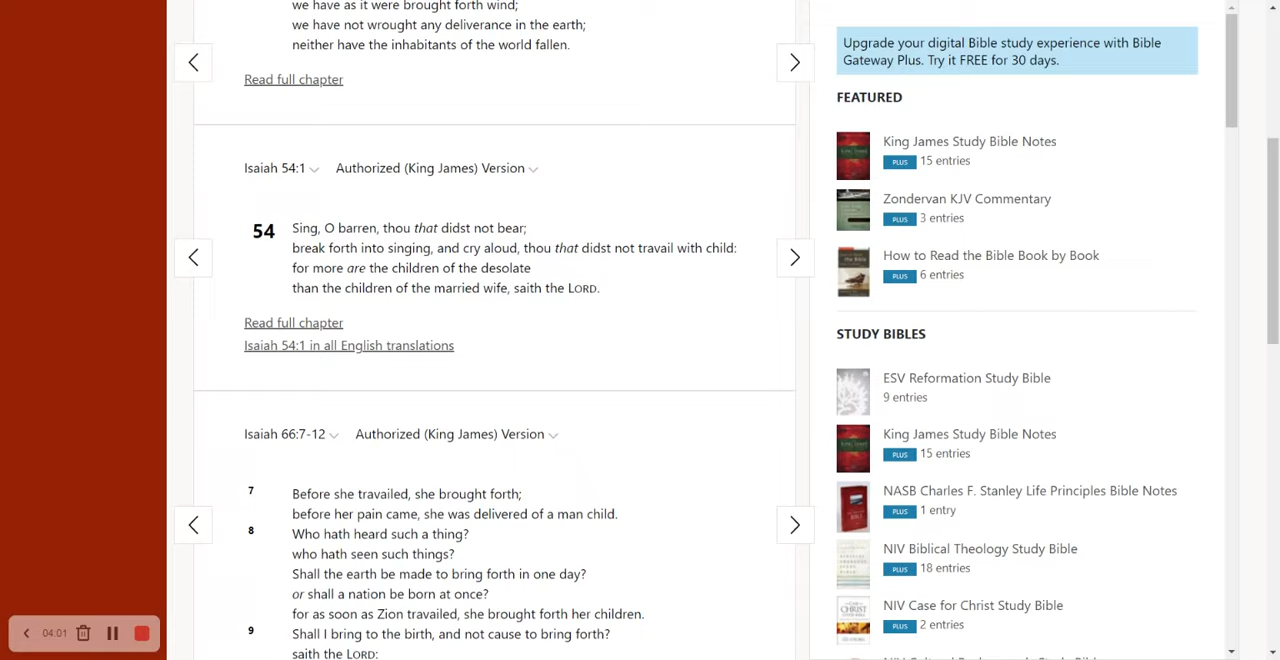 we have as it were brought forth wind;
we have not wrought any deliverance in the earth;
neither have the inhabitants of the world fallen.
Read full chapter
Isaiah 54:1 Authorized (King James) Version
54 Sing, O barren, thou that didst not bear;
break forth into singing, and cry aloud, thou that didst not travail with child:
for more are the children of the desolate
than the children of the married wife, saith the LORD.
Read full chapter
Isaiah 54:1 in all English translations
Isaiah 66:7-12 Authorized (King James) Version
7 Before she travailed, she brought forth;
before her pain came, she was delivered of a man child.
8 Who hath heard such a thing?
who hath seen such things?
Shall the earth be made to bring forth in one day?
or shall a nation be born at once?
for as soon as Zion travailed, she brought forth her children.
9 Shall I bring to the birth, and not cause to bring forth?
saith the LORD:
Upgrade your digital Bible study experience with Bible
Gateway Plus. Try it FREE for 30 days.
FEATURED
King James Study Bible Notes
PLUS 15 entries
Zondervan KJV Commentary
PLUS 3 entries
How to Read the Bible Book by Book
PLUS 6 entries
STUDY BIBLES
ESV Reformation Study Bible
9 entries
King James Study Bible Notes
PLUS 15 entries
NASB Charles F. Stanley Life Principles Bible Notes
PLUS 1 entry
NIV Biblical Theology Study Bible
PLUS 18 entries
NIV Case for Christ Study Bible
PLUS 2 entries
04:01